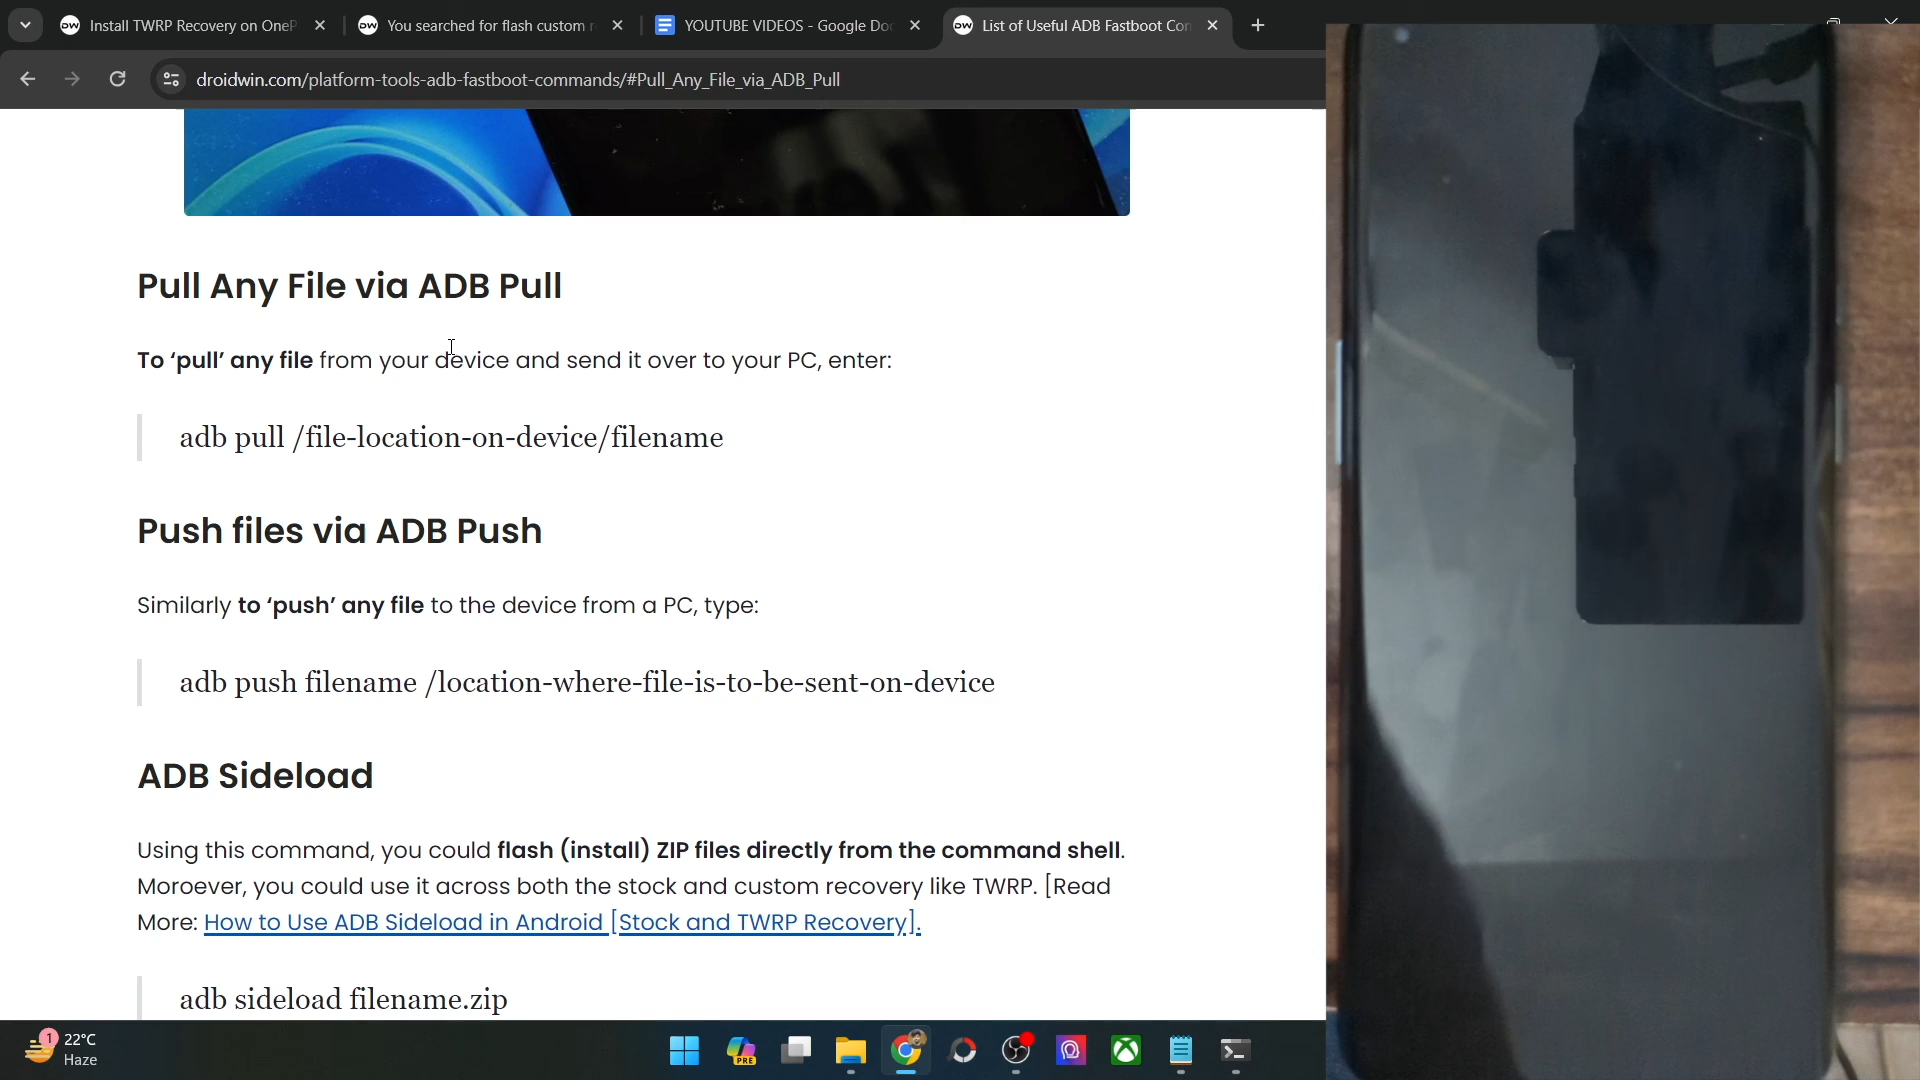 Install TWRP Recovery on OneP
You searched for flash custom r
YOUTUBE VIDEOS - Google Doc
List of Useful ADB Fastboot Con
droidwin.com/platform-tools-adb-fastboot-commands/#Pull_Any_File_via_ADB_Pull
Pull Any File via ADB Pull
To ‘pull’ any file from your device and send it over to your PC, enter:
adb pull /file-location-on-device/filename
Push files via ADB Push
Similarly to ‘push’ any file to the device from a PC, type:
adb push filename /location-where-file-is-to-be-sent-on-device
ADB Sideload
Using this command, you could flash (install) ZIP files directly from the command shell.
Moroever, you could use it across both the stock and custom recovery like TWRP. [Read
More: How to Use ADB Sideload in Android [Stock and TWRP Recovery].
adb sideload filename.zip
1
22°C
Haze
PRE